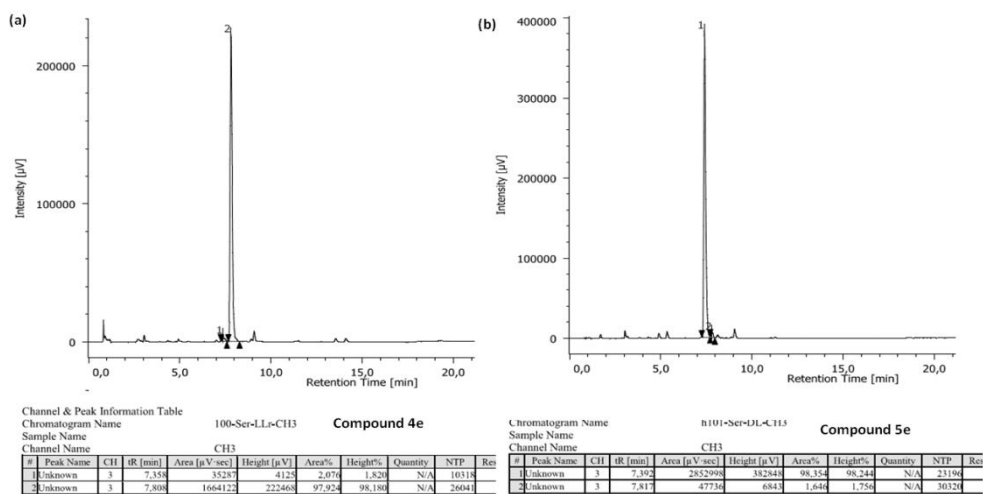 (a)
2
200000
100000
0
Intensity [µV]
0,0 5,0 10,0 15,0 20,0
Retention Time [min]
Channel & Peak Information Table
Chromatogram Name 100-Ser-LLr-CH3 Compound 4e
Sample Name
Channel Name CH3
# Peak Name CH tR [min] Area [µV·sec] Height [µV] Area% Height% Quantity NTP Res
1 Unknown 3 7,358 35287 4125 2,076 1,820 N/A 10318
2 Unknown 3 7,808 1664122 222468 97,924 98,180 N/A 26041
(b)
1
400000
300000
200000
100000
0
Intensity [µV]
0,0 5,0 10,0 15,0 20,0
Retention Time [min]
Chromatogram Name h101-Ser-DL-CH3 Compound 5e
Sample Name
Channel Name CH3
# Peak Name CH tR [min] Area [µV·sec] Height [µV] Area% Height% Quantity NTP Res
1 Unknown 3 7,392 2852998 382848 98,354 98,244 N/A 23196
2 Unknown 3 7,817 47736 6843 1,646 1,756 N/A 30320